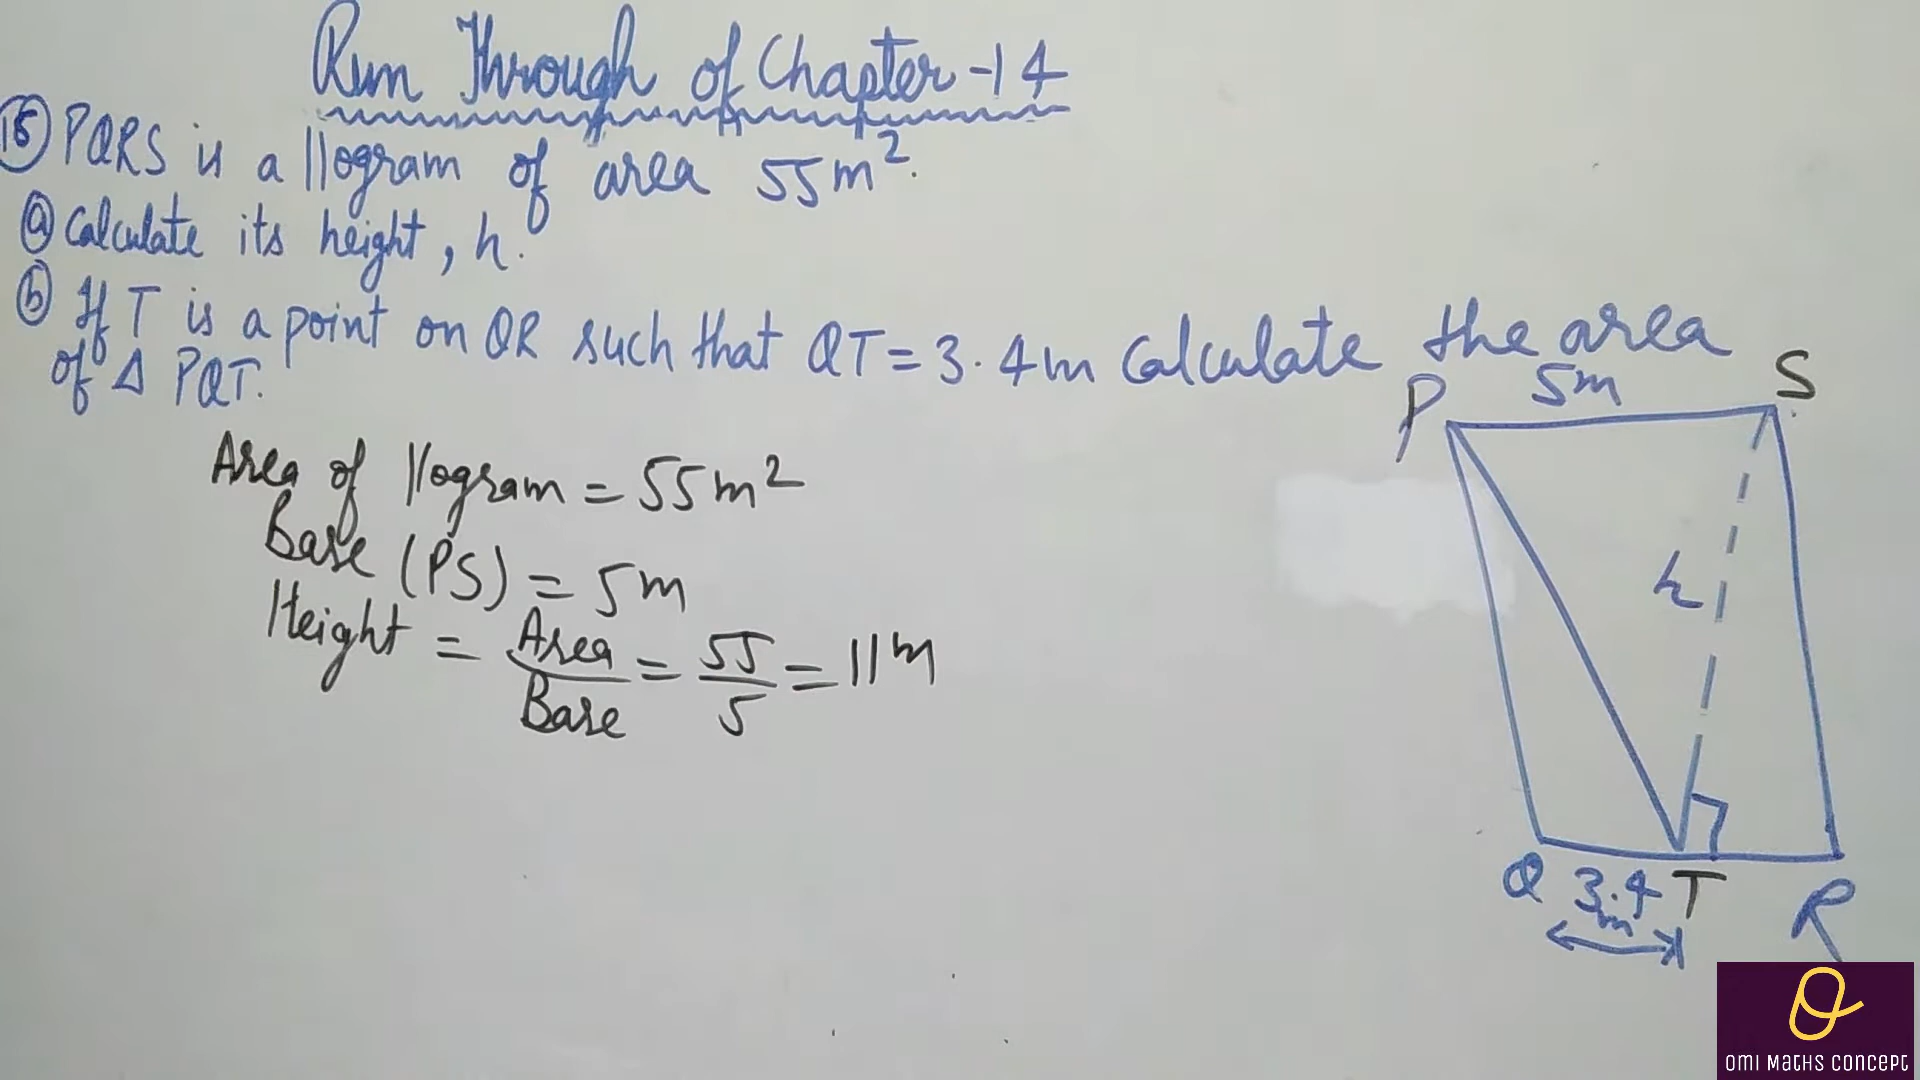 Run Through of Chapter-14
15 PQRS is a ||ogram of area 55m².
a Calculate its height, h.
b If T is a point on QR such that QT = 3.4m Calculate the area
of Δ PQT.
Area of ||ogram = 55m²
Base (PS) = 5m
Height = Area/Base = 55/5 = 11m
P 5m S
h
Q 3.4 T R
m
OMI MATHS CONCEPT